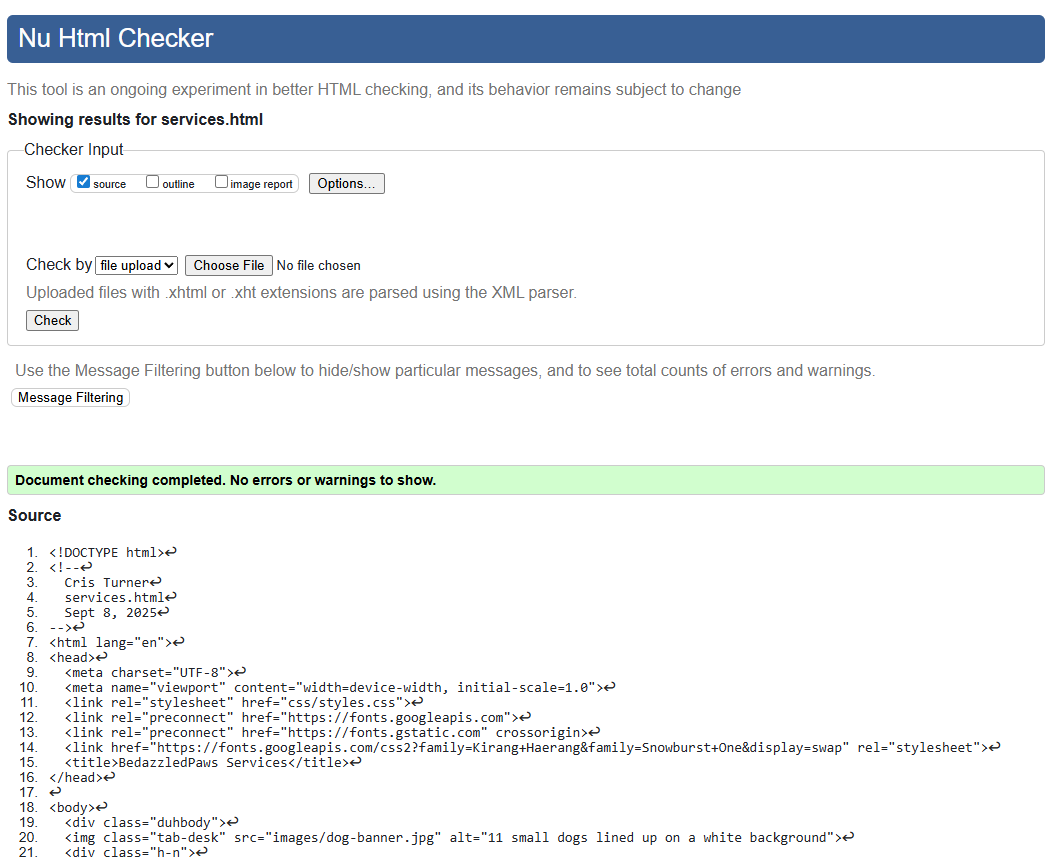 Nu Html Checker
This tool is an ongoing experiment in better HTML checking, and its behavior remains subject to change
Showing results for services.html
Checker Input
Show source outline image report Options...
Check by file upload Choose File No file chosen
Uploaded files with .xhtml or .xht extensions are parsed using the XML parser.
Check
Use the Message Filtering button below to hide/show particular messages, and to see total counts of errors and warnings.
Message Filtering
Document checking completed. No errors or warnings to show.
Source
1. <!DOCTYPE html>↩
2. <!--↩
3.   Cris Turner↩
4.   services.html↩
5.   Sept 8, 2025↩
6. -->↩
7. <html lang="en">↩
8. <head>↩
9.   <meta charset="UTF-8">↩
10.   <meta name="viewport" content="width=device-width, initial-scale=1.0">↩
11.   <link rel="stylesheet" href="css/styles.css">↩
12.   <link rel="preconnect" href="https://fonts.googleapis.com">↩
13.   <link rel="preconnect" href="https://fonts.gstatic.com" crossorigin>↩
14.   <link href="https://fonts.googleapis.com/css2?family=Kirang+Haerang&family=Snowburst+One&display=swap" rel="stylesheet">↩
15.   <title>BedazzledPaws Services</title>↩
16. </head>↩
17. ↩
18. <body>↩
19.   <div class="duhbody">↩
20.   <img class="tab-desk" src="images/dog-banner.jpg" alt="11 small dogs lined up on a white background">↩
21.   <div class="h-n">↩